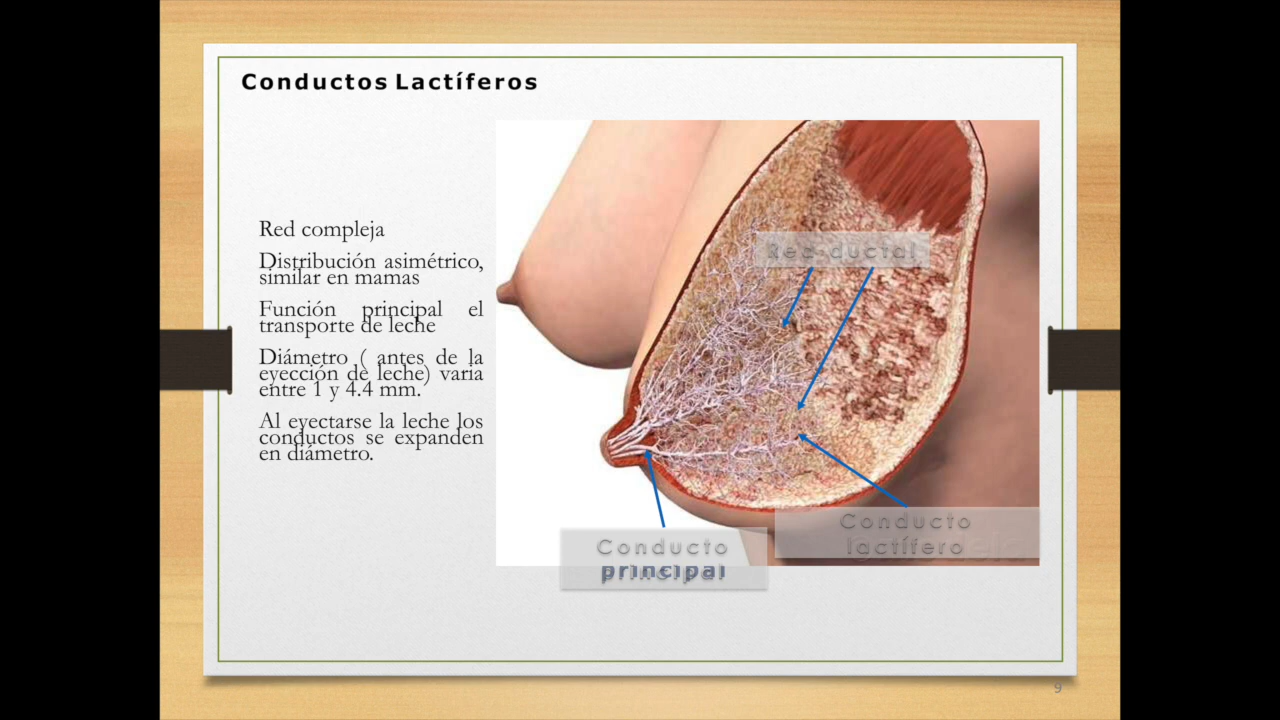 Conductos Lactíferos
Red compleja
Distribución asimétrico,
similar en mamas
Función principal el
transporte de leche
Diámetro ( antes de la
eyección de leche) varía
entre 1 y 4.4 mm.
Al eyectarse la leche los
conductos se expanden
en diámetro.
Red ductal
Conducto
lactífero
Conducto
principal
9